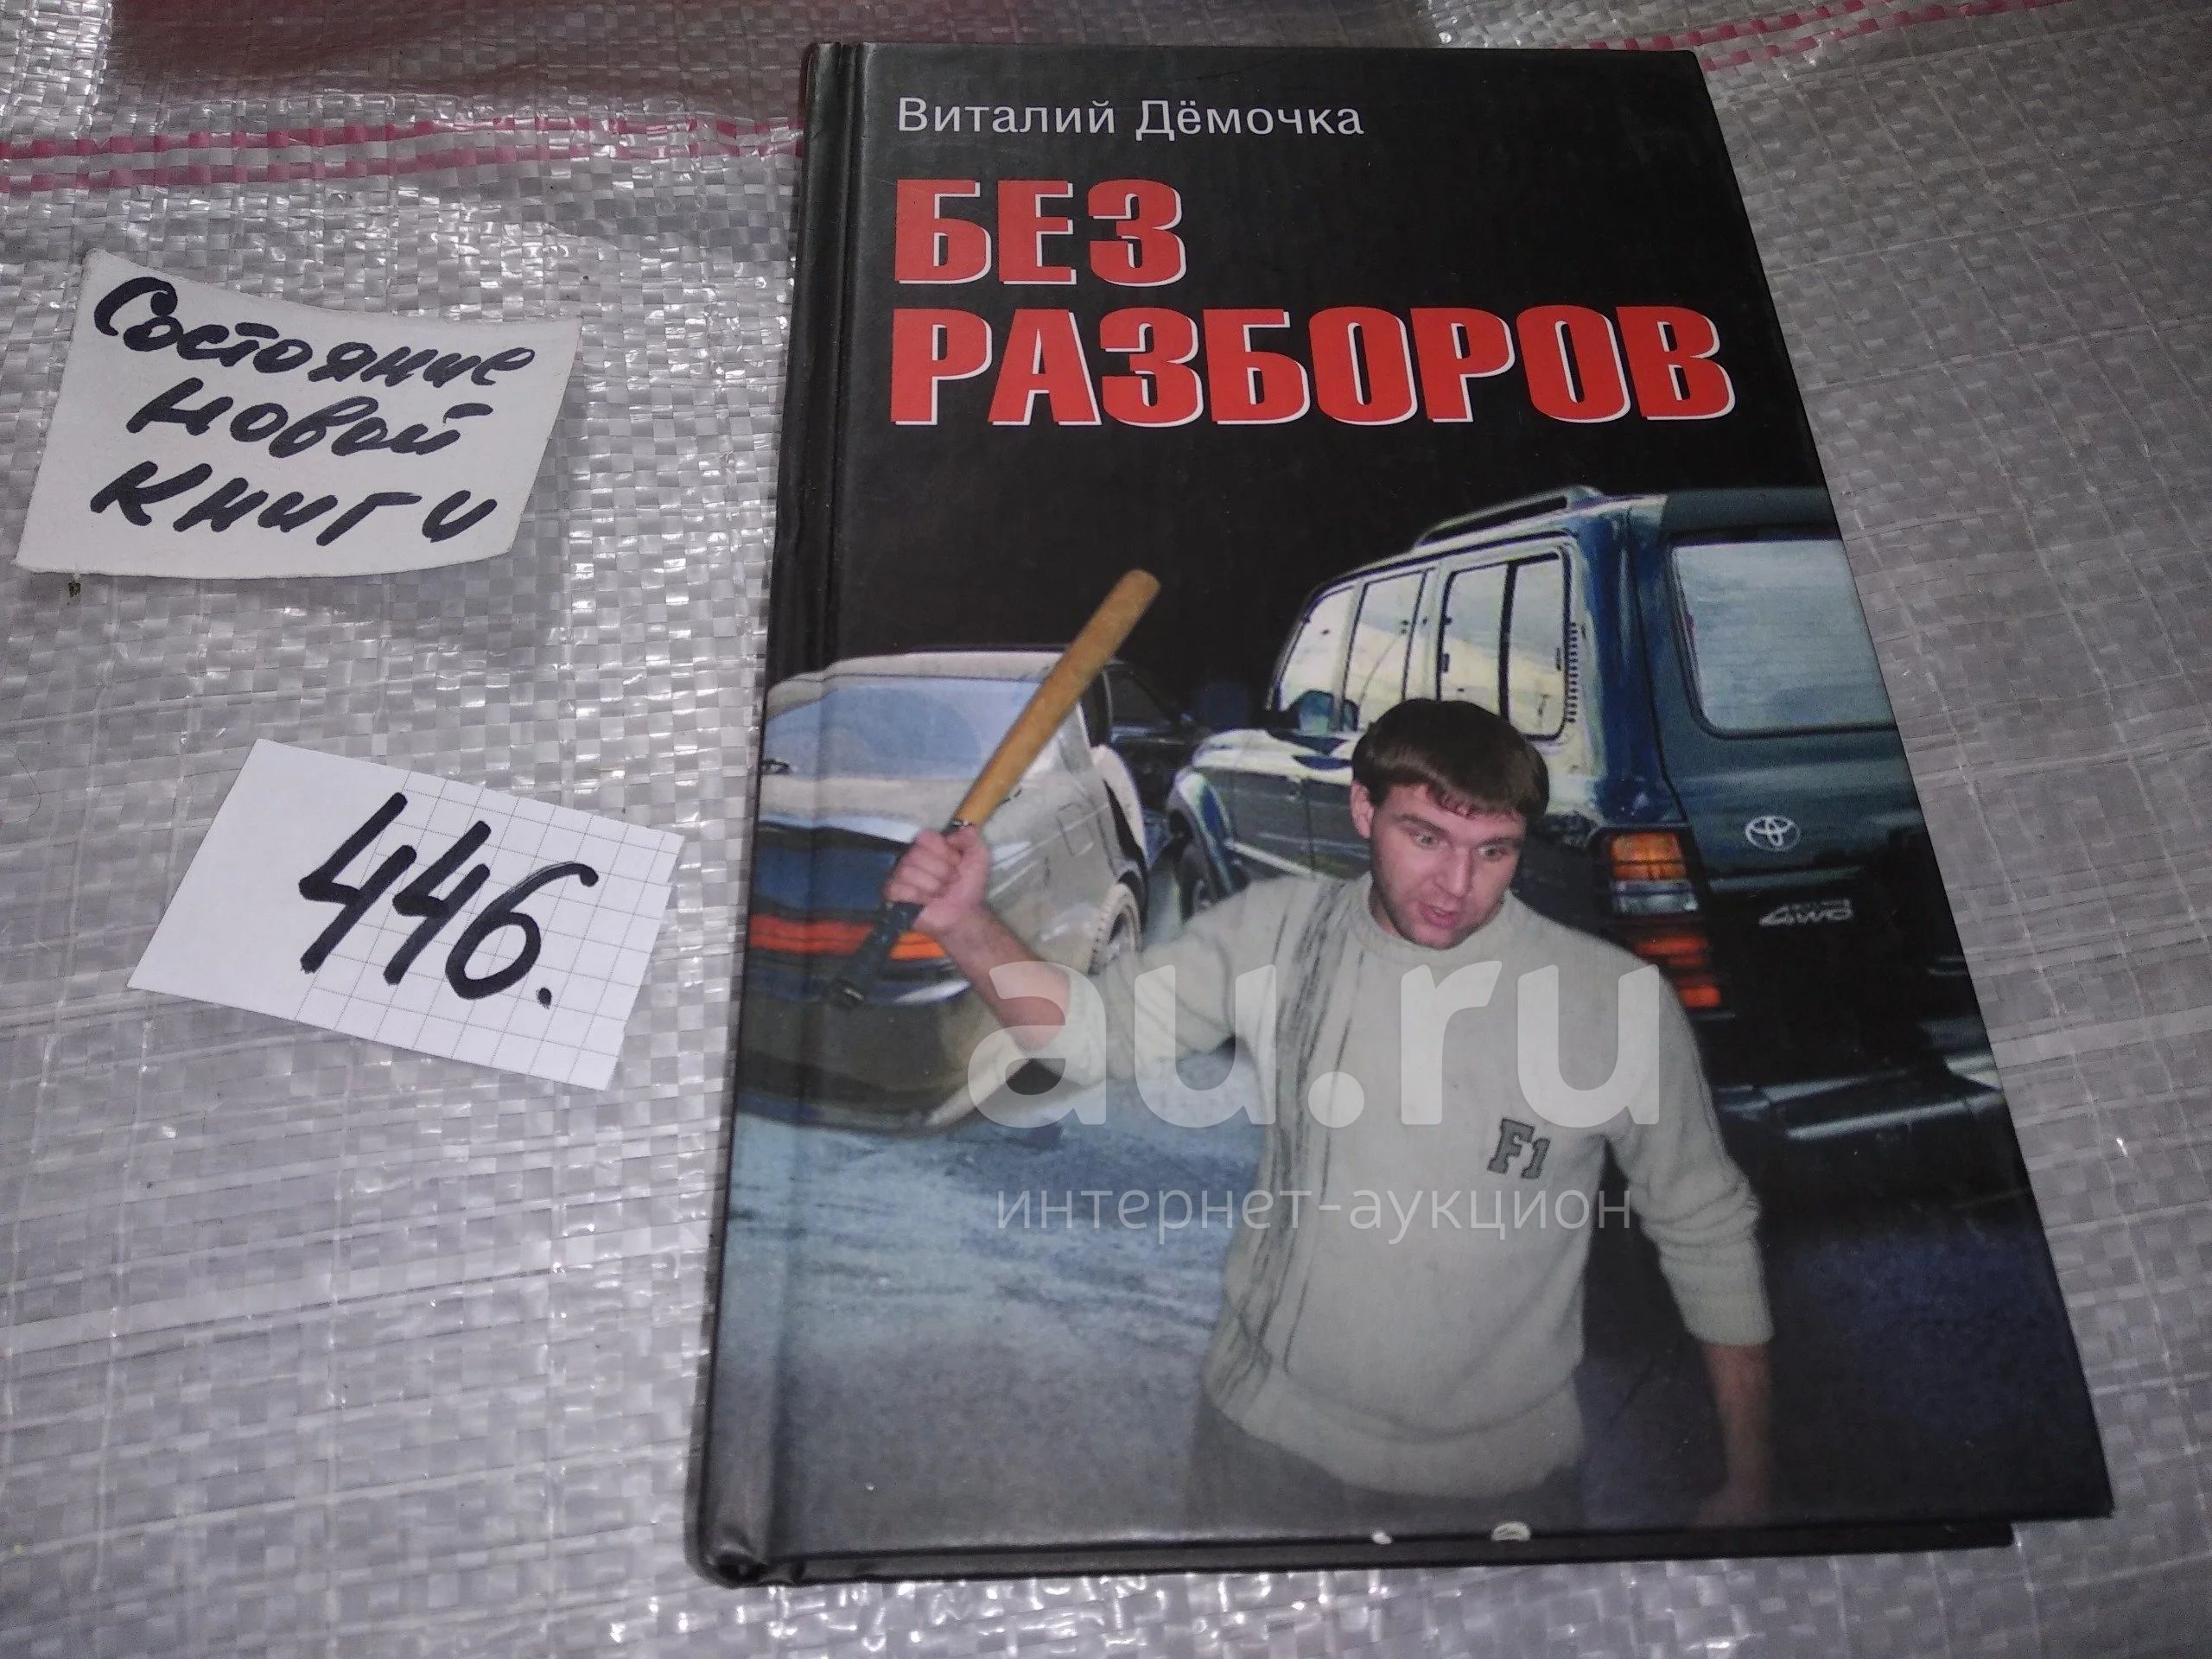 Виталий Дёмочка
БЕЗ
РАЗБОРОВ
Состояние
новой
книги
446.
4WD
F1
au.ru
интернет-аукцион